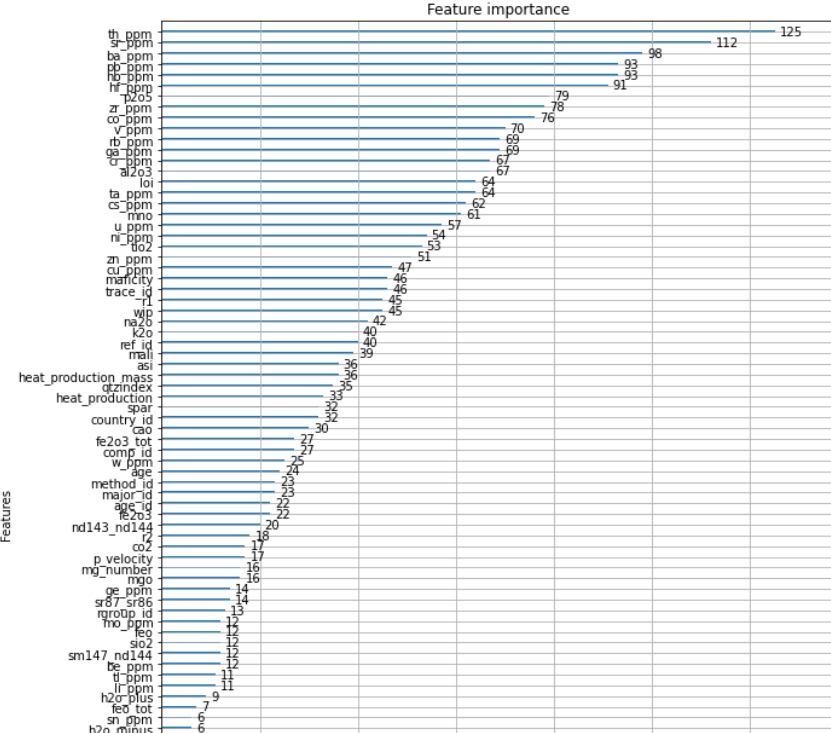 Feature importance
th_ppm 125
sr_ppm 112
ba_ppm 98
pb_ppm 93
nb_ppm 93
hf_ppm 91
p2o5 79
zr_ppm 78
co_ppm 76
v_ppm 70
rb_ppm 69
ga_ppm 69
cr_ppm 67
al2o3 67
loi 64
ta_ppm 64
cs_ppm 62
mno 61
u_ppm 57
ni_ppm 54
tio2 53
zn_ppm 51
cu_ppm 47
maficity 46
trace_id 46
r1 45
wip 45
na2o 42
k2o 40
ref_id 40
mali 39
asi 36
heat_production_mass 36
qtzindex 35
heat_production 33
spar 32
country_id 32
cao 30
fe2o3_tot 27
comp_id 27
w_ppm 25
age 24
method_id 23
major_id 23
age_id 22
fe2o3 22
nd143_nd144 20
r2 18
co2 17
p_velocity 17
mg_number 16
mgo 16
ge_ppm 14
sr87_sr86 14
rgroup_id 13
mo_ppm 12
feo 12
sio2 12
sm147_nd144 12
be_ppm 12
tl_ppm 11
li_ppm 11
h2o_plus 9
feo_tot 7
sn_ppm 6
h2o_minus 6
Features